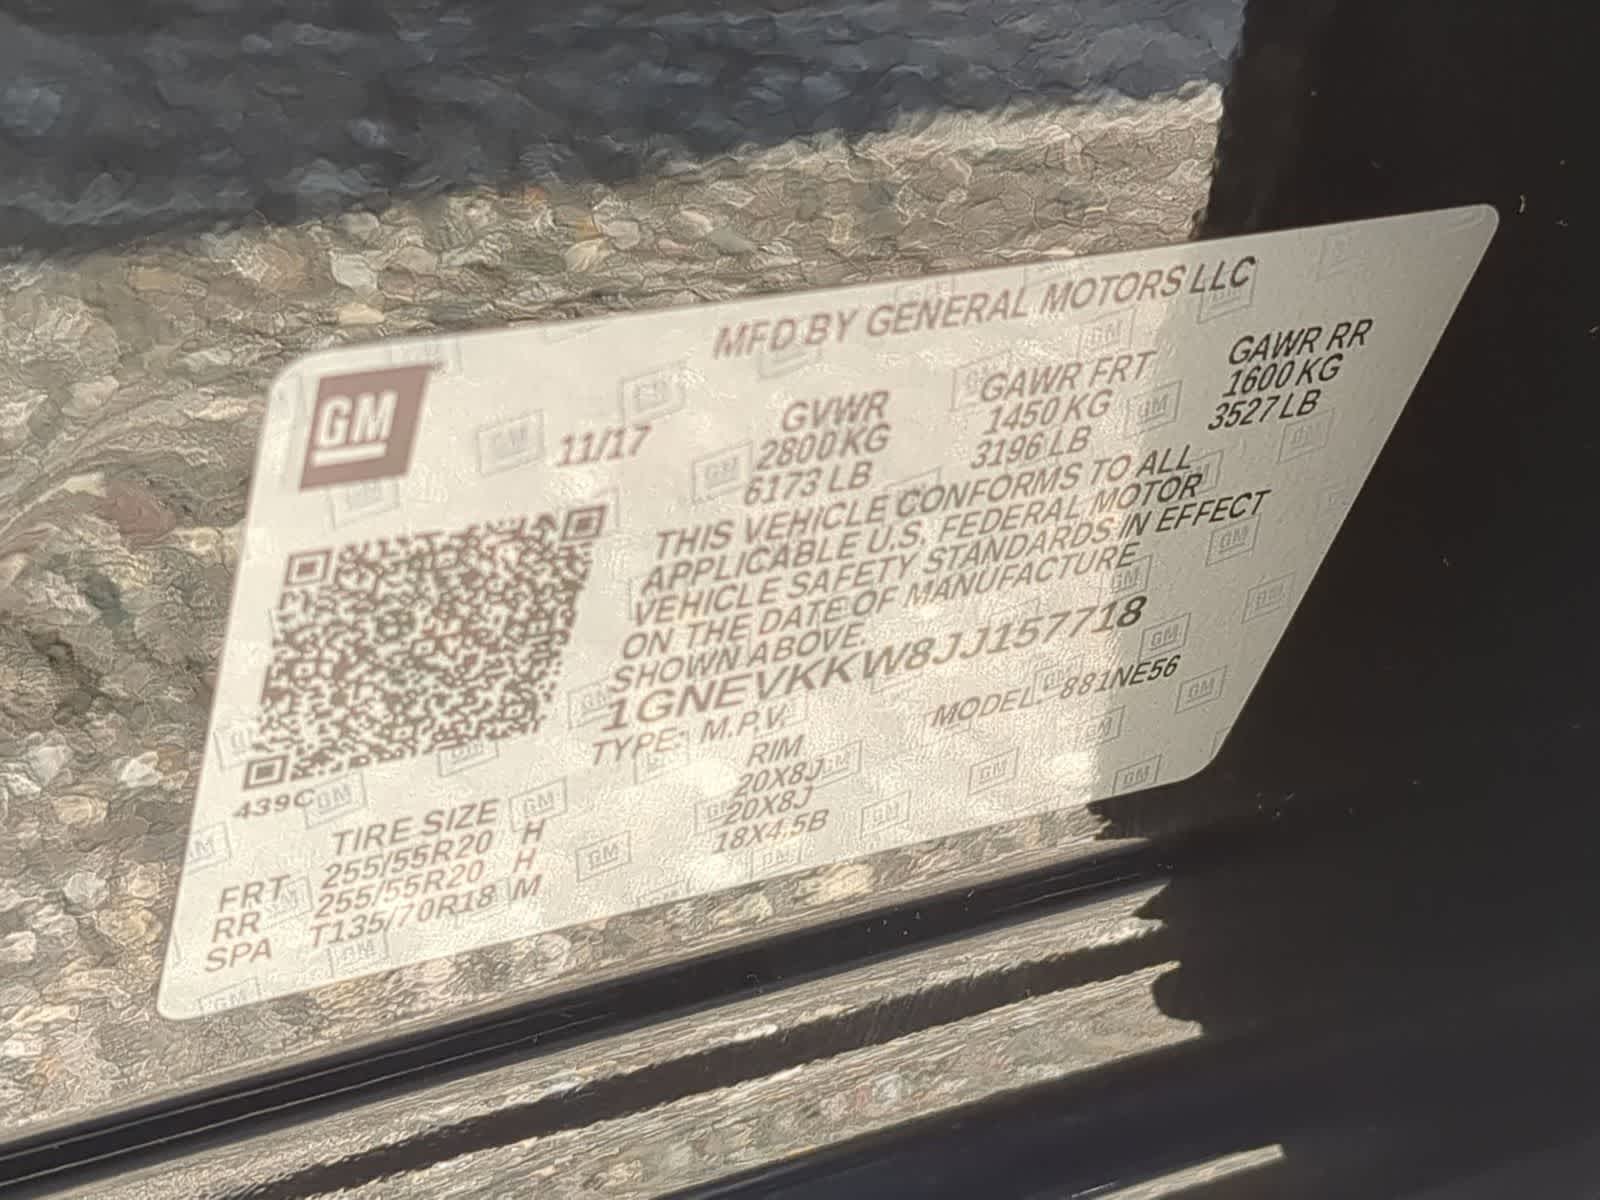 MFD BY GENERAL MOTORS LLC
GM
11/17
GVWR GAWR FRT GAWR RR
2800 KG 1450 KG 1600 KG
6173 LB 3196 LB 3527 LB
THIS VEHICLE CONFORMS TO ALL
APPLICABLE U.S. FEDERAL MOTOR
VEHICLE SAFETY STANDARDS IN EFFECT
ON THE DATE OF MANUFACTURE
SHOWN ABOVE.
1GNEVKKW8JJ157718
TYPE: M.P.V. MODEL: 881NE56
439C
TIRE SIZE RIM
FRT 255/55R20 H 20X8J
RR 255/55R20 H 20X8J
SPA T135/70R18 M 18X4.5B